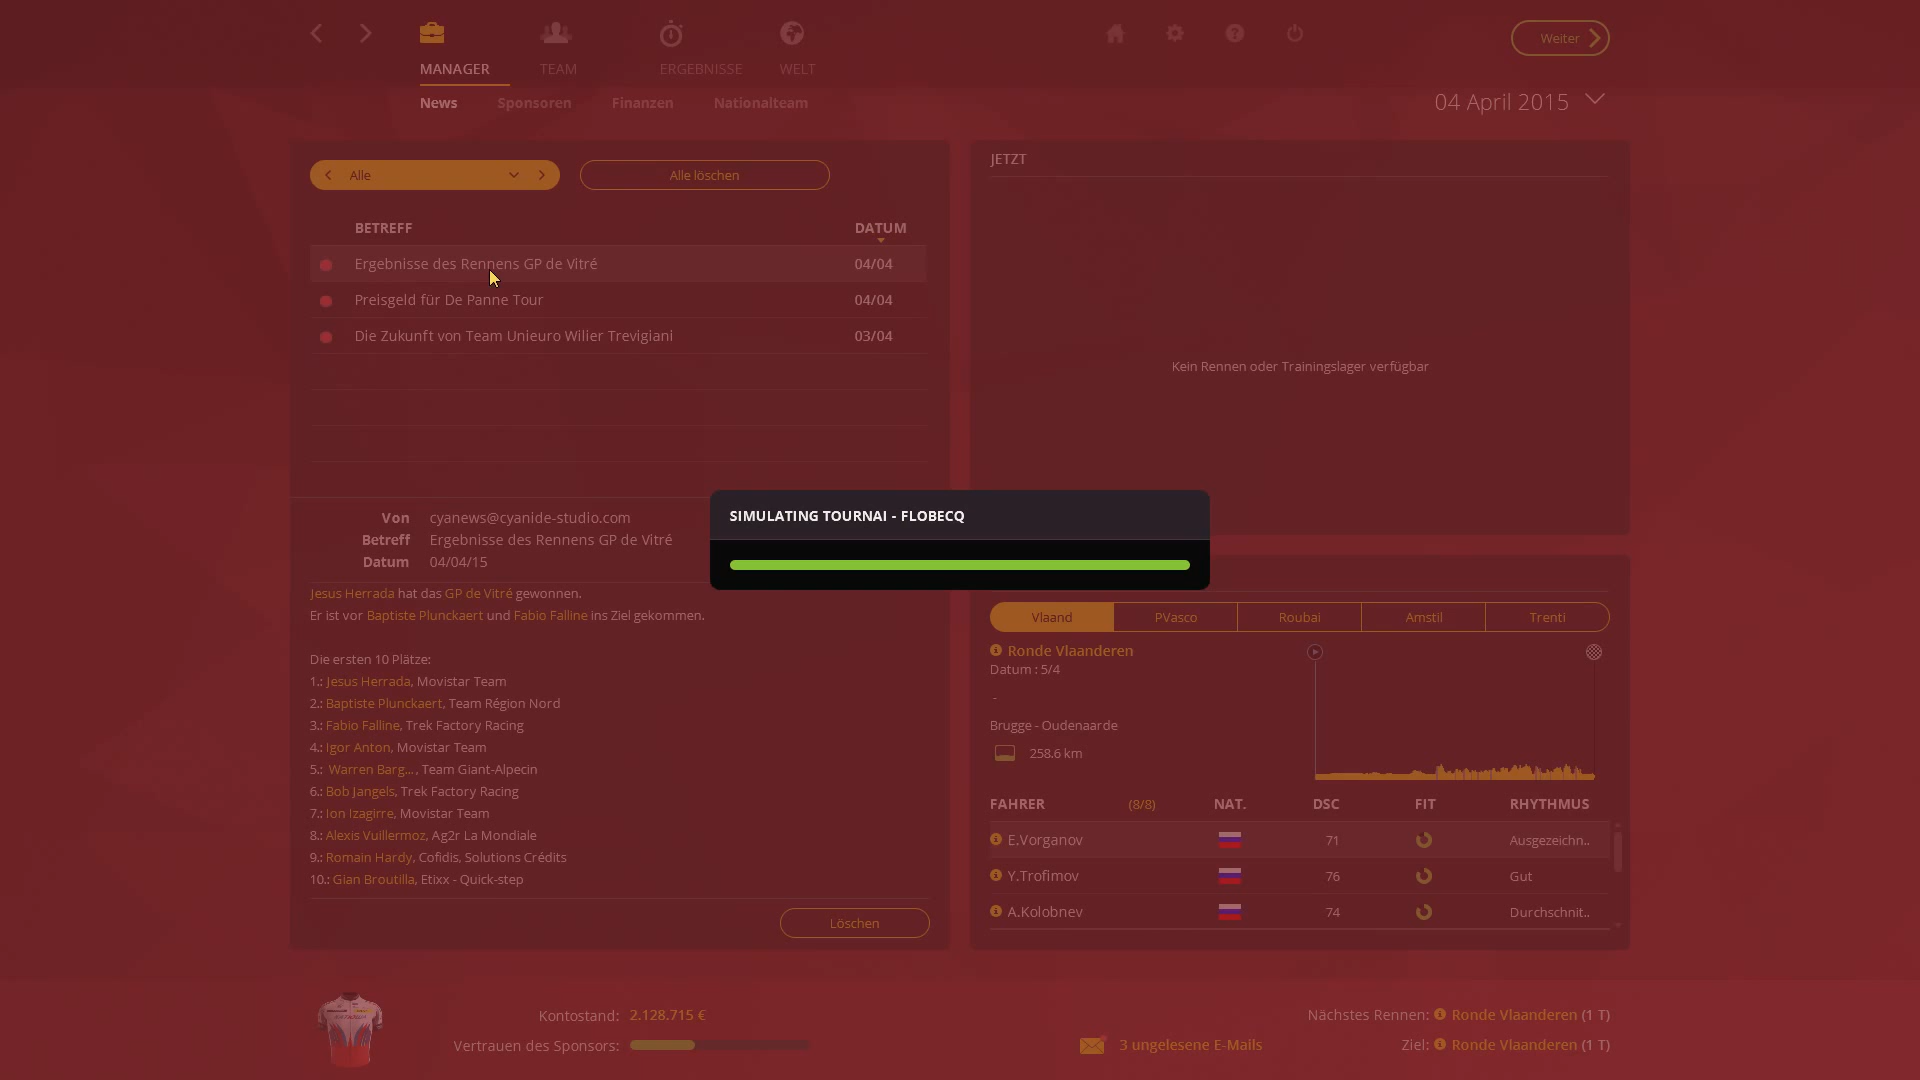 MANAGER TEAM ERGEBNISSE WELT
Weiter
News Sponsoren Finanzen Nationalteam
04 April 2015
Alle
Alle löschen
BETREFF DATUM
Ergebnisse des Rennens GP de Vitré 04/04
Preisgeld für De Panne Tour 04/04
Die Zukunft von Team Unieuro Wilier Trevigiani 03/04
Von cyanews@cyanide-studio.com
Betreff Ergebnisse des Rennens GP de Vitré
Datum 04/04/15
Jesus Herrada hat das GP de Vitré gewonnen.
Er ist vor Baptiste Plunckaert und Fabio Falline ins Ziel gekommen.
Die ersten 10 Plätze:
1.: Jesus Herrada, Movistar Team
2.: Baptiste Plunckaert, Team Région Nord
3.: Fabio Falline, Trek Factory Racing
4.: Igor Anton, Movistar Team
5.: Warren Barg..., Team Giant-Alpecin
6.: Bob Jangels, Trek Factory Racing
7.: Ion Izagirre, Movistar Team
8.: Alexis Vuillermoz, Ag2r La Mondiale
9.: Romain Hardy, Cofidis, Solutions Crédits
10.: Gian Broutilla, Etixx - Quick-step
Löschen
JETZT
Kein Rennen oder Trainingslager verfügbar
SIMULATING TOURNAI - FLOBECQ
Vlaand PVasco Roubai Amstil Trenti
Ronde Vlaanderen
Datum : 5/4
-
Brugge - Oudenaarde
258.6 km
FAHRER (8/8) NAT. DSC FIT RHYTHMUS
E.Vorganov 71 Ausgezeichn..
Y.Trofimov 76 Gut
A.Kolobnev 74 Durchschnit..
Kontostand: 2.128.715 €
Vertrauen des Sponsors:
3 ungelesene E-Mails
Nächstes Rennen: Ronde Vlaanderen (1 T)
Ziel: Ronde Vlaanderen (1 T)